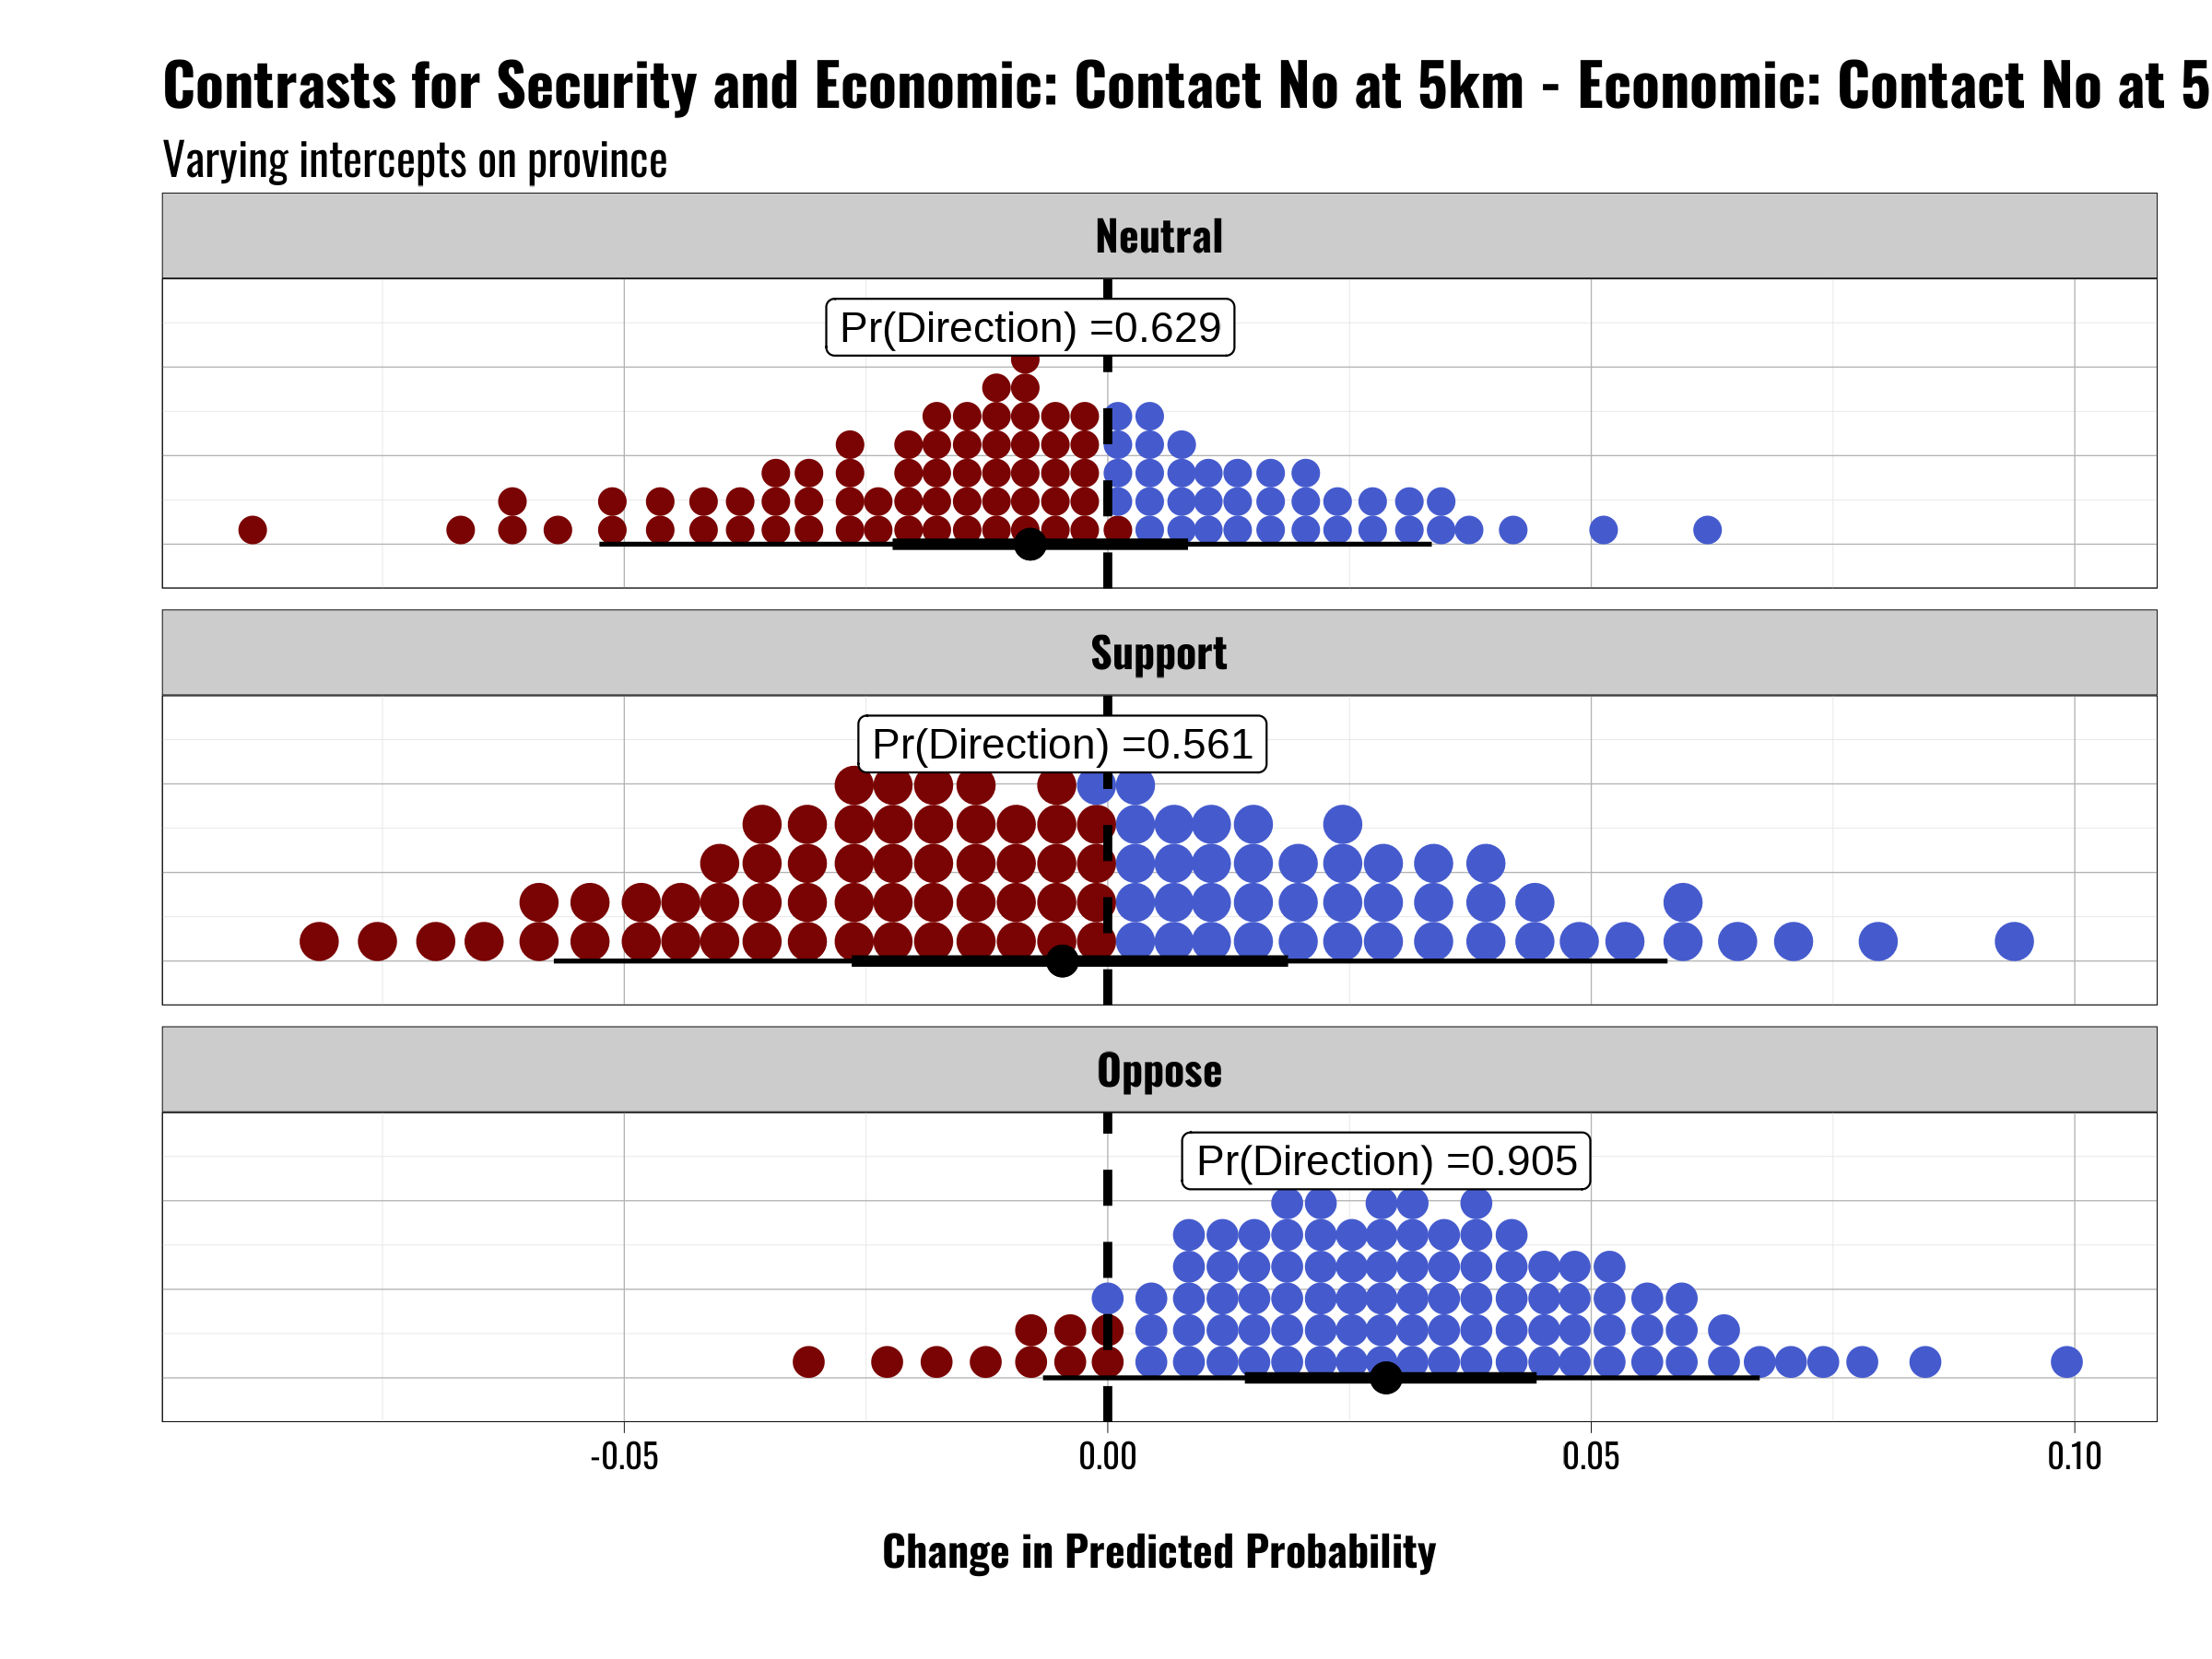 Contrasts for Security and Economic: Contact No at 5km - Economic: Contact No at 5
Varying intercepts on province
Neutral
Pr(Direction) =0.629
Support
Pr(Direction) =0.561
Oppose
Pr(Direction) =0.905
-0.05 0.00 0.05 0.10
Change in Predicted Probability